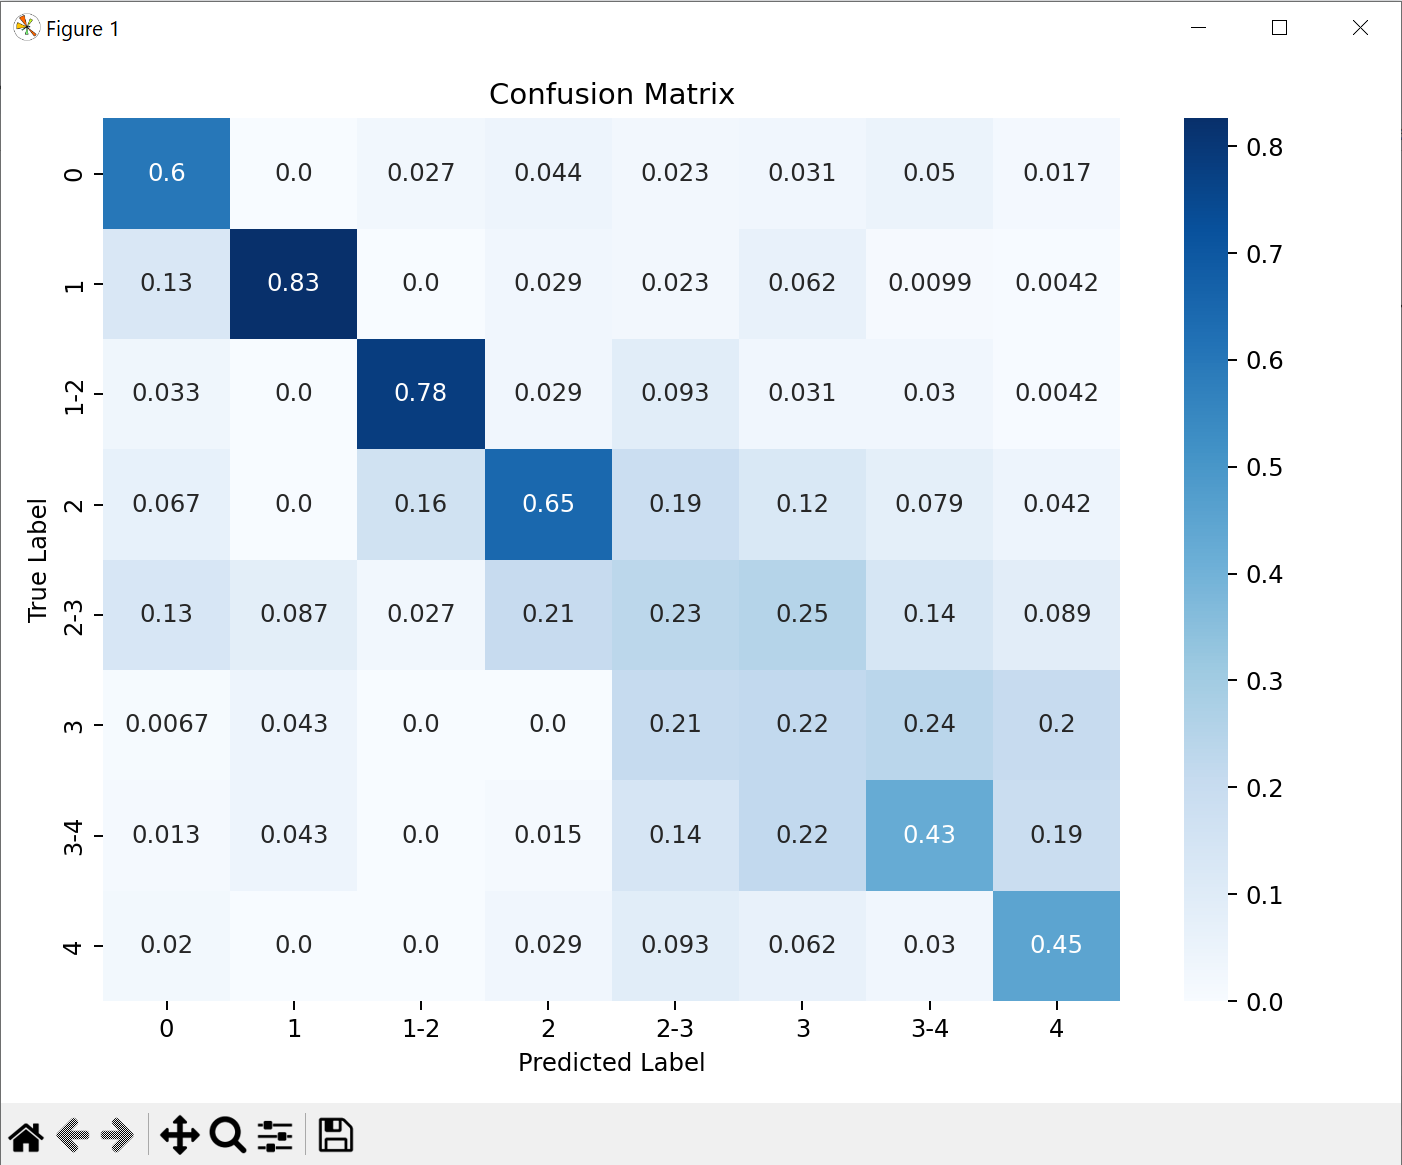 Figure 1
Confusion Matrix
0 0.6 0.0 0.027 0.044 0.023 0.031 0.05 0.017
1 0.13 0.83 0.0 0.029 0.023 0.062 0.0099 0.0042
1-2 0.033 0.0 0.78 0.029 0.093 0.031 0.03 0.0042
2 0.067 0.0 0.16 0.65 0.19 0.12 0.079 0.042
2-3 0.13 0.087 0.027 0.21 0.23 0.25 0.14 0.089
3 0.0067 0.043 0.0 0.0 0.21 0.22 0.24 0.2
3-4 0.013 0.043 0.0 0.015 0.14 0.22 0.43 0.19
4 0.02 0.0 0.0 0.029 0.093 0.062 0.03 0.45
True Label
0 1 1-2 2 2-3 3 3-4 4
Predicted Label
0.8
0.7
0.6
0.5
0.4
0.3
0.2
0.1
0.0